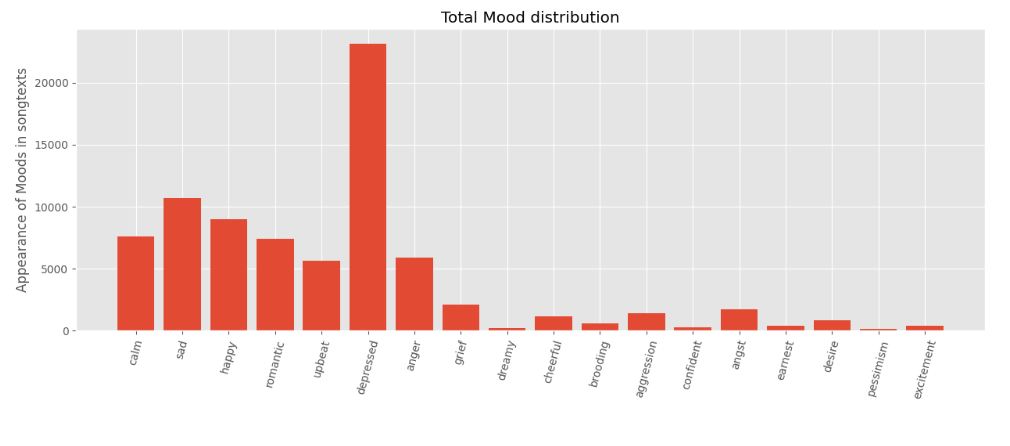 Total Mood distribution
Appearance of Moods in songtexts
20000
15000
10000
5000
0
calm
sad
happy
romantic
upbeat
depressed
anger
grief
dreamy
cheerful
brooding
aggression
confident
angst
earnest
desire
pessimism
excitement